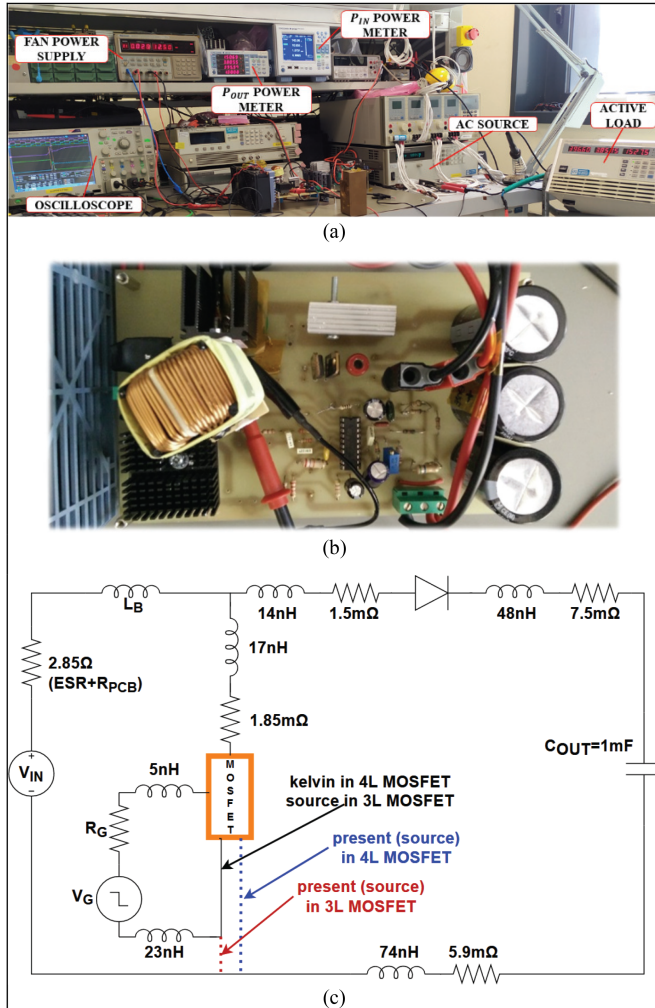 FAN POWER
SUPPLY
P_IN POWER
METER
P_OUT POWER
METER
AC SOURCE
ACTIVE
LOAD
OSCILLOSCOPE
(a)
(b)
L_B
14nH
1.5mΩ
48nH
7.5mΩ
17nH
2.85Ω
(ESR+R_PCB)
1.85mΩ
C_OUT=1mF
V_IN
5nH
MOSFET
kelvin in 4L MOSFET
source in 3L MOSFET
R_G
present (source)
in 4L MOSFET
V_G
present (source)
in 3L MOSFET
23nH
74nH
5.9mΩ
(c)